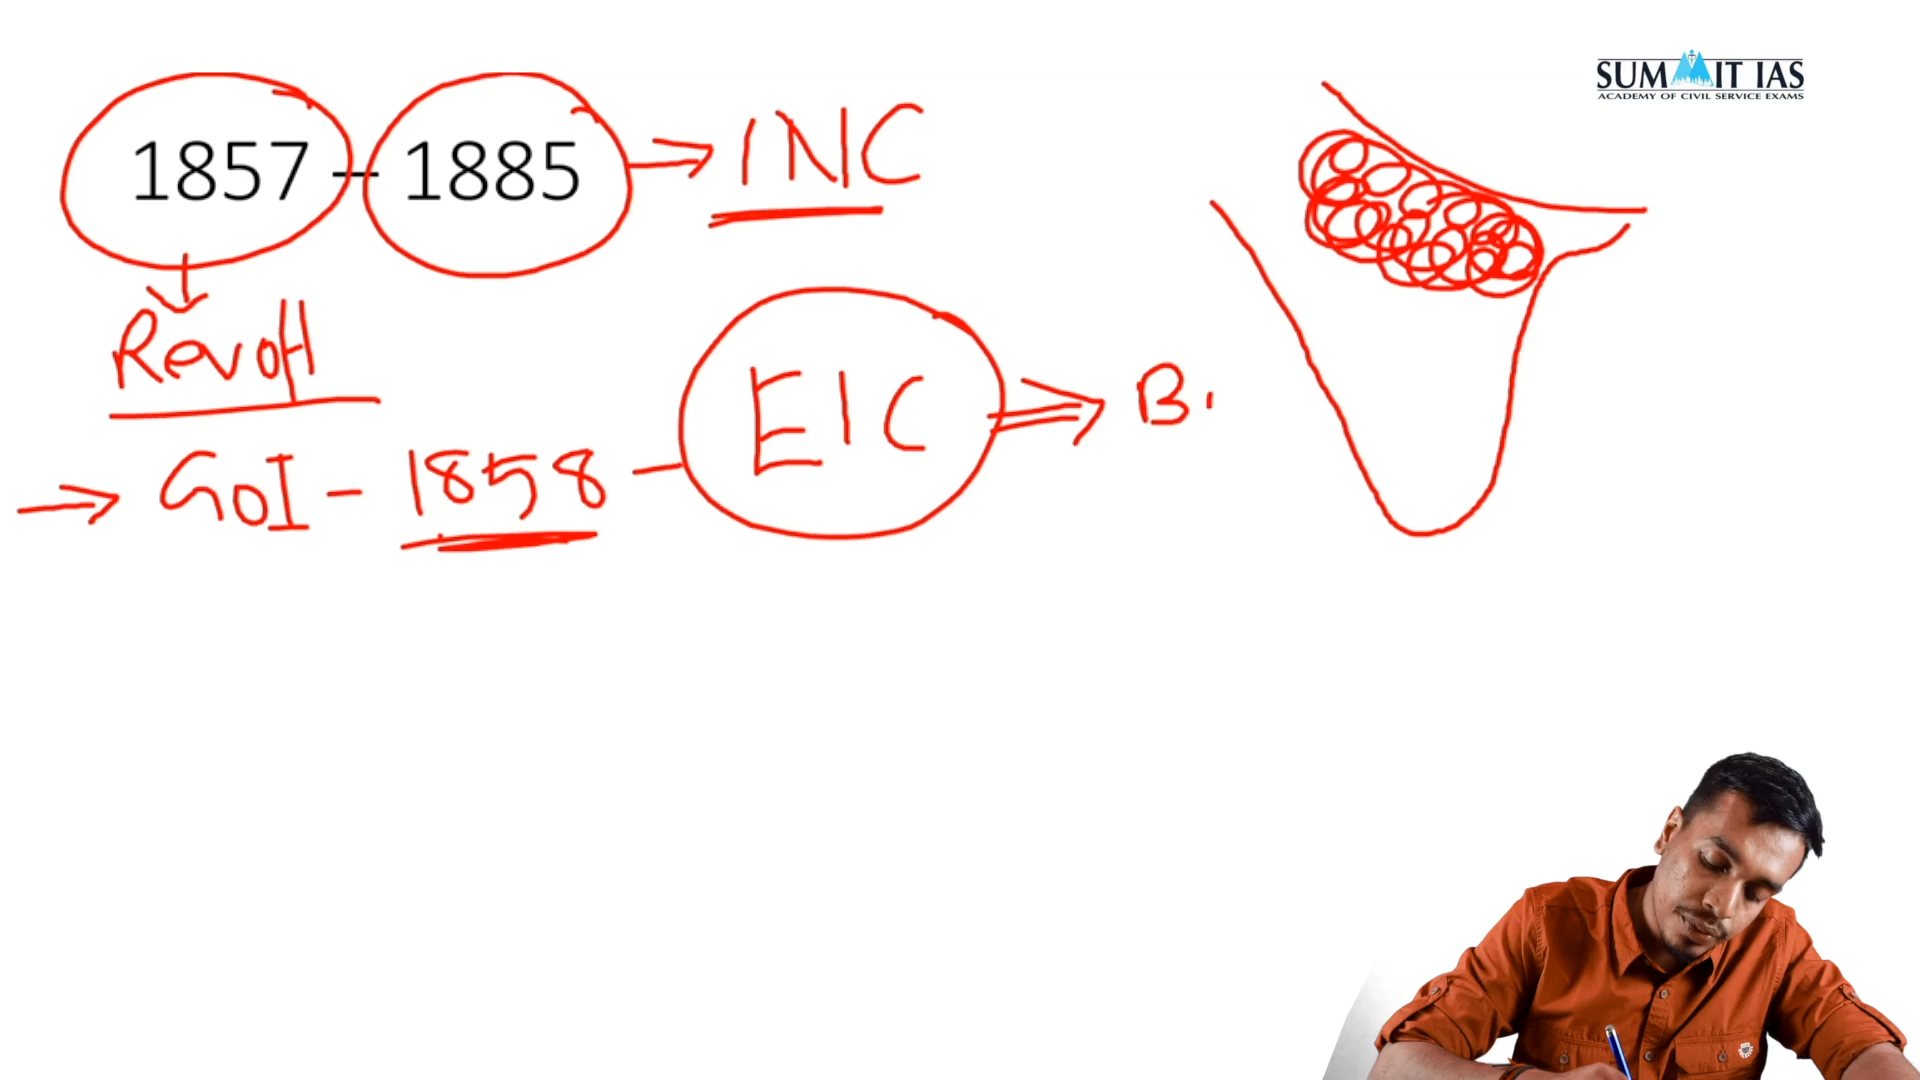 SUMMIT IAS
ACADEMY OF CIVIL SERVICE EXAMS
1857 – 1885 → INC
Revolt
→ GOI - 1858 - EIC ⇒ B.